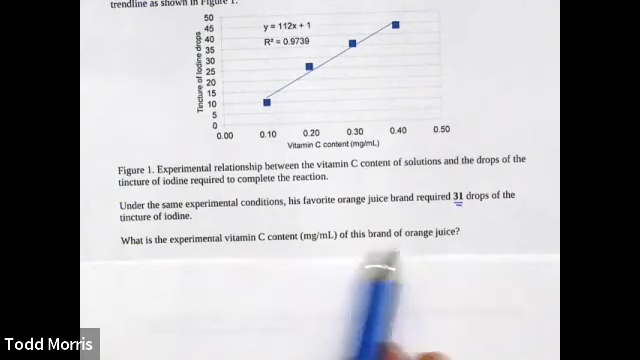 trendline as shown in Figure 1.
50
45
40
35
30
25
20
15
10
5
0
Tincture of Iodine drops
y = 112x + 1
R² = 0.9739
0.00 0.10 0.20 0.30 0.40 0.50
Vitamin C content (mg/mL)
Figure 1. Experimental relationship between the vitamin C content of solutions and the drops of the
tincture of iodine required to complete the reaction.
Under the same experimental conditions, his favorite orange juice brand required 31 drops of the
tincture of iodine.
What is the experimental vitamin C content (mg/mL) of this brand of orange juice?
Todd Morris